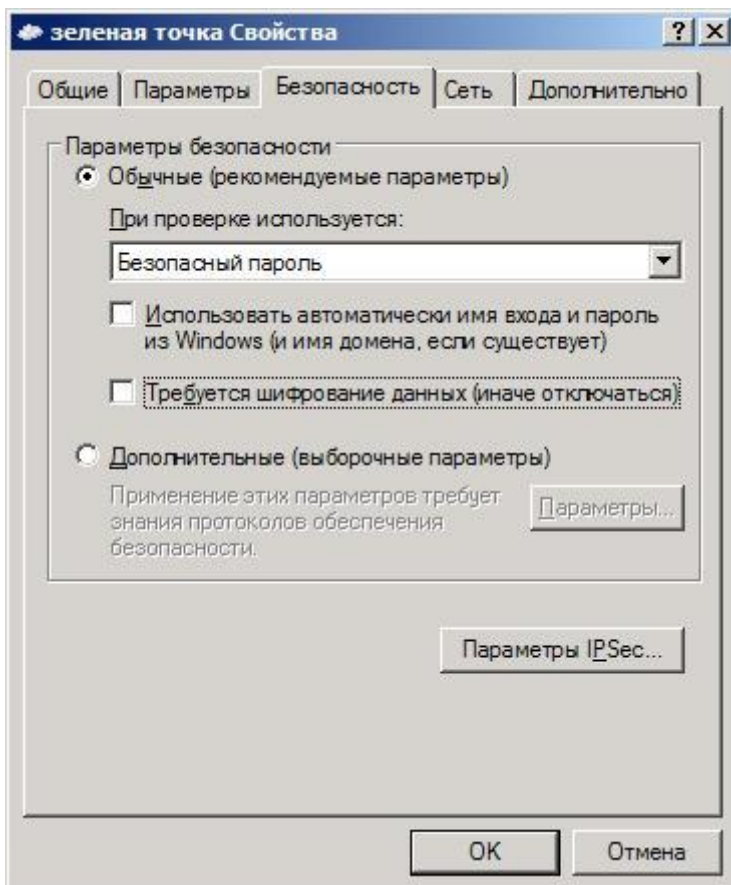 зеленая точка Свойства
Общие Параметры Безопасность Сеть Дополнительно
Параметры безопасности
Обычные (рекомендуемые параметры)
При проверке используется:
Безопасный пароль
Использовать автоматически имя входа и пароль
из Windows (и имя домена, если существует)
Требуется шифрование данных (иначе отключаться)
Дополнительные (выборочные параметры)
Применение этих параметров требует
знания протоколов обеспечения
безопасности.
Параметры...
Параметры IPSec...
OK Отмена